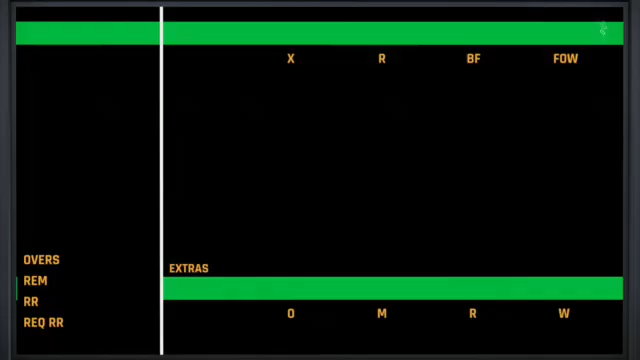 X R BF FOW
OVERS
REM
RR
REQ RR
EXTRAS
O M R W